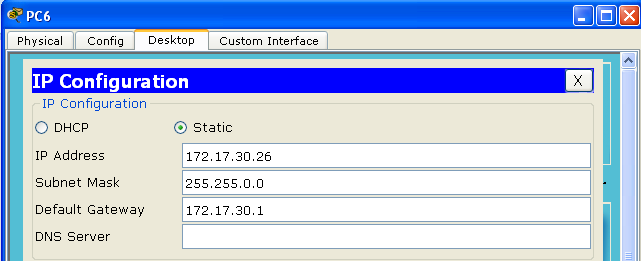 PC6
Physical Config Desktop Custom Interface
IP Configuration X
IP Configuration
DHCP Static
IP Address 172.17.30.26
Subnet Mask 255.255.0.0
Default Gateway 172.17.30.1
DNS Server